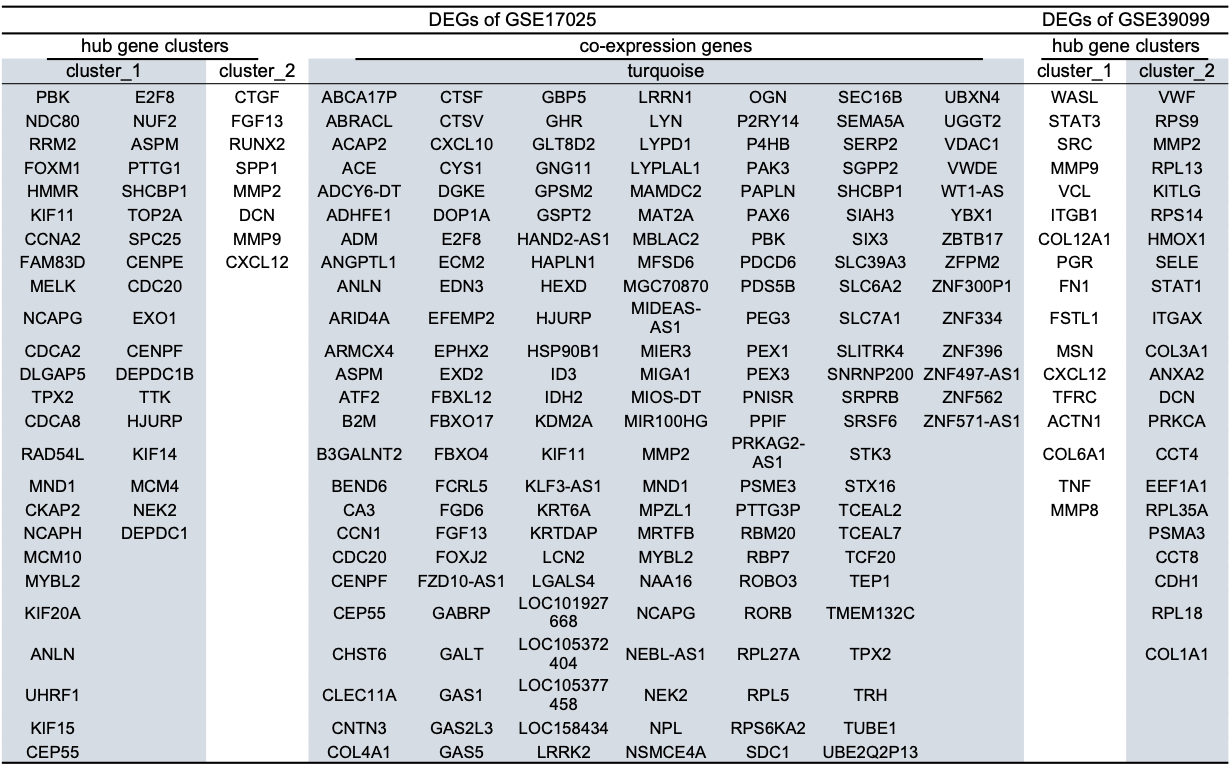 DEGs of GSE17025 DEGs of GSE39099
hub gene clusters co-expression genes hub gene clusters
cluster_1 cluster_2 turquoise cluster_1 cluster_2
PBK E2F8 CTGF ABCA17P CTSF GBP5 LRRN1 OGN SEC16B UBXN4 WASL VWF
NDC80 NUF2 FGF13 ABRACL CTSV GHR LYN P2RY14 SEMA5A UGGT2 STAT3 RPS9
RRM2 ASPM RUNX2 ACAP2 CXCL10 GLT8D2 LYPD1 P4HB SERP2 VDAC1 SRC MMP2
FOXM1 PTTG1 SPP1 ACE CYS1 GNG11 LYPLAL1 PAK3 SGPP2 VWDE MMP9 RPL13
HMMR SHCBP1 MMP2 ADCY6-DT DGKE GPSM2 MAMDC2 PAPLN SHCBP1 WT1-AS VCL KITLG
KIF11 TOP2A DCN ADHFE1 DOP1A GSPT2 MAT2A PAX6 SIAH3 YBX1 ITGB1 RPS14
CCNA2 SPC25 MMP9 ADM E2F8 HAND2-AS1 MBLAC2 PBK SIX3 ZBTB17 COL12A1 HMOX1
FAM83D CENPE CXCL12 ANGPTL1 ECM2 HAPLN1 MFSD6 PDCD6 SLC39A3 ZFPM2 PGR SELE
MELK CDC20 ANLN EDN3 HEXD MGC70870 PDS5B SLC6A2 ZNF300P1 FN1 STAT1
NCAPG EXO1 ARID4A EFEMP2 HJURP MIDEAS-AS1 PEG3 SLC7A1 ZNF334 FSTL1 ITGAX
CDCA2 CENPF ARMCX4 EPHX2 HSP90B1 MIER3 PEX1 SLITRK4 ZNF396 MSN COL3A1
DLGAP5 DEPDC1B ASPM EXD2 ID3 MIGA1 PEX3 SNRNP200 ZNF497-AS1 CXCL12 ANXA2
TPX2 TTK ATF2 FBXL12 IDH2 MIOS-DT PNISR SRPRB ZNF562 TFRC DCN
CDCA8 HJURP B2M FBXO17 KDM2A MIR100HG PPIF SRSF6 ZNF571-AS1 ACTN1 PRKCA
RAD54L KIF14 B3GALNT2 FBXO4 KIF11 MMP2 PRKAG2-AS1 STK3 COL6A1 CCT4
MND1 MCM4 BEND6 FCRL5 KLF3-AS1 MND1 PSME3 STX16 TNF EEF1A1
CKAP2 NEK2 CA3 FGD6 KRT6A MPZL1 PTTG3P TCEAL2 MMP8 RPL35A
NCAPH DEPDC1 CCN1 FGF13 KRTDAP MRTFB RBM20 TCEAL7 PSMA3
MCM10 CDC20 FOXJ2 LCN2 MYBL2 RBP7 TCF20 CCT8
MYBL2 CENPF FZD10-AS1 LGALS4 NAA16 ROBO3 TEP1 CDH1
KIF20A CEP55 GABRP LOC101927668 NCAPG RORB TMEM132C RPL18
ANLN CHST6 GALT LOC105372404 NEBL-AS1 RPL27A TPX2 COL1A1
UHRF1 CLEC11A GAS1 LOC105377458 NEK2 RPL5 TRH
KIF15 CNTN3 GAS2L3 LOC158434 NPL RPS6KA2 TUBE1
CEP55 COL4A1 GAS5 LRRK2 NSMCE4A SDC1 UBE2Q2P13